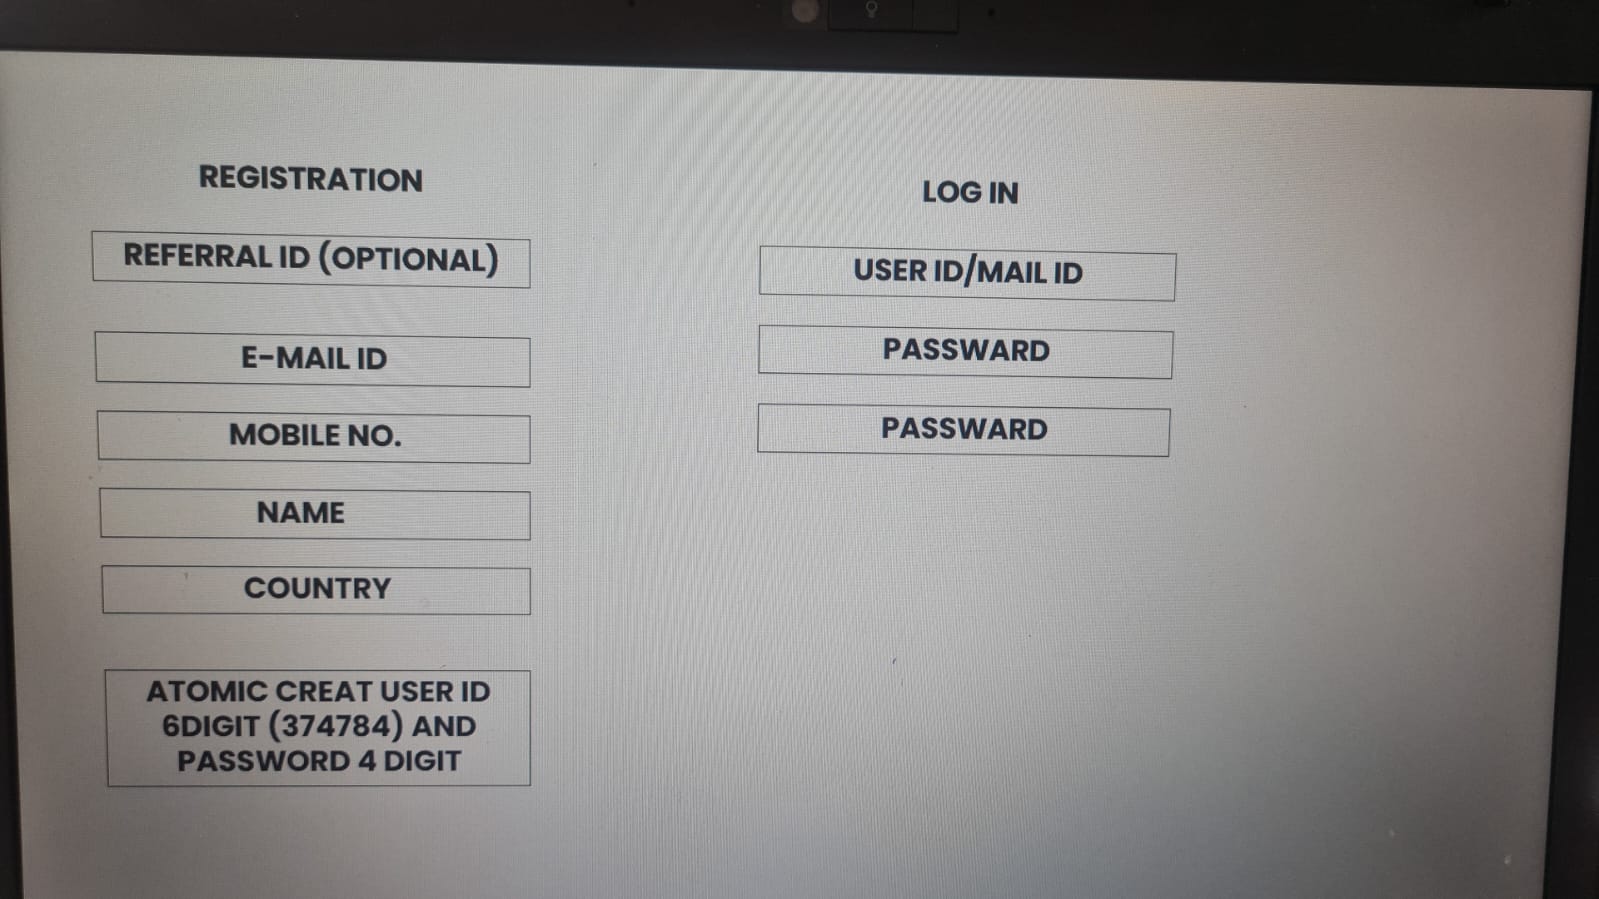 REGISTRATION
REFERRAL ID (OPTIONAL)
E-MAIL ID
MOBILE NO.
NAME
COUNTRY
ATOMIC CREAT USER ID
6DIGIT (374784) AND
PASSWORD 4 DIGIT
LOG IN
USER ID/MAIL ID
PASSWARD
PASSWARD